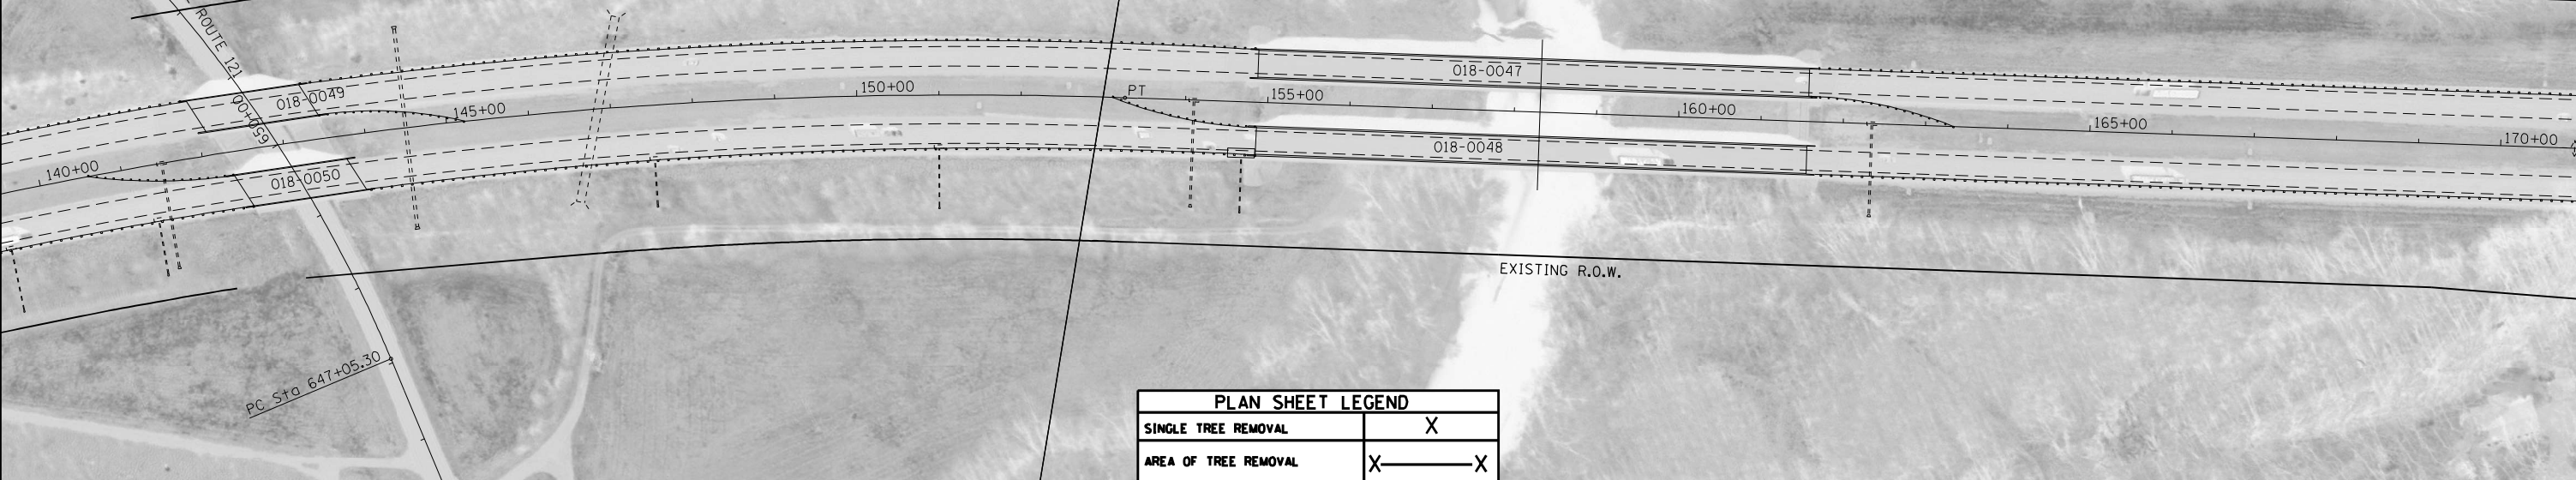 ROUTE 121
650+00
018-0049
018-0050
140+00
145+00
150+00
PT
155+00
018-0047
018-0048
160+00
165+00
170+00
EXISTING R.O.W.
PC Sta 647+05.30
PLAN SHEET LEGEND
SINGLE TREE REMOVAL X
AREA OF TREE REMOVAL X X